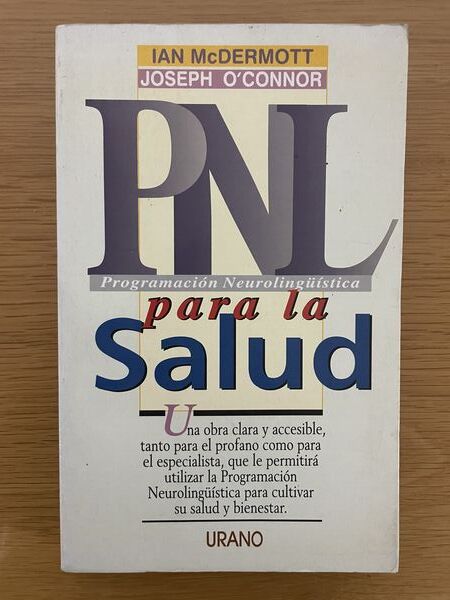 IAN McDERMOTT
JOSEPH O'CONNOR
PNL
Programación Neurolingüística
para la
Salud
Una obra clara y accesible,
tanto para el profano como para
el especialista, que le permitirá
utilizar la Programación
Neurolingüística para cultivar
su salud y bienestar.
URANO